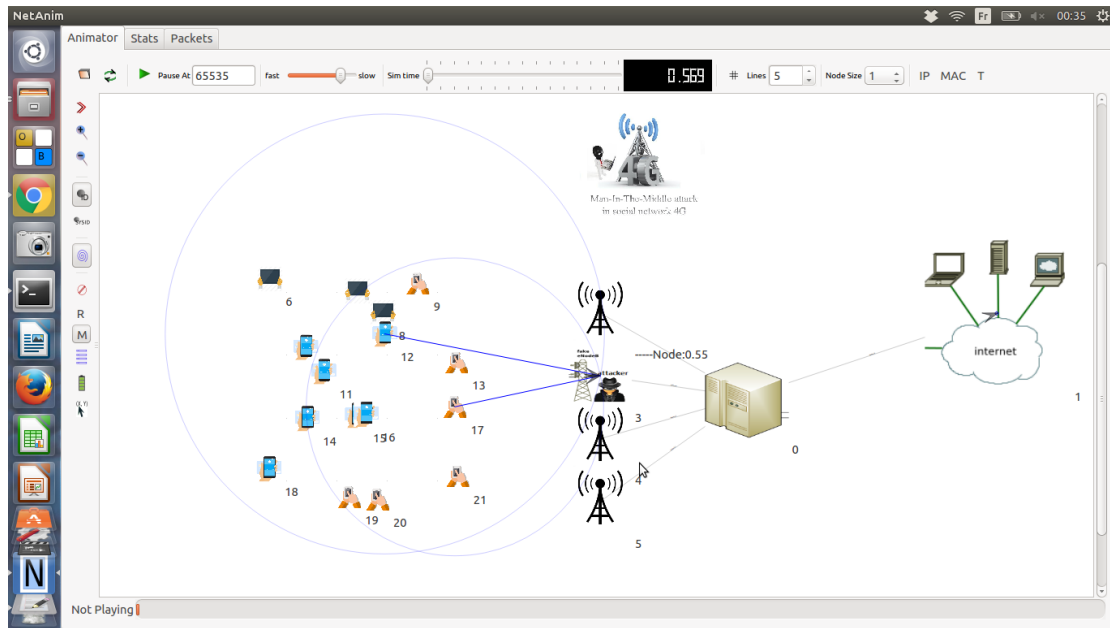 NetAnim
Fr
00:35
Animator Stats Packets
Pause At 65535 fast slow Sim time 0.569 # Lines 5 Node Size 1 IP MAC T
R
M
4G
Man-In-The-Middle attack
in social network 4G
6
9
8
12
13
11
14
15
16
17
18
19
20
21
-----Node:0.55
attacker
3
4
5
0
internet
1
Not Playing